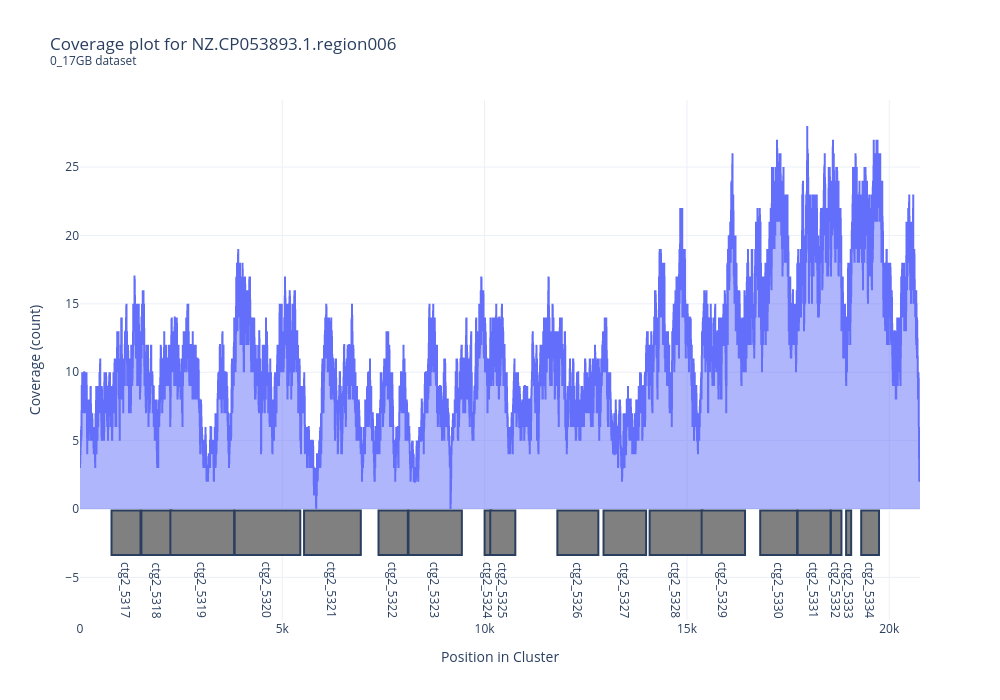 Coverage plot for NZ.CP053893.1.region006
0_17GB dataset
Coverage (count)
25
20
15
10
5
0
−5
ctg2_5317
ctg2_5318
ctg2_5319
ctg2_5320
ctg2_5321
ctg2_5322
ctg2_5323
ctg2_5324
ctg2_5325
ctg2_5326
ctg2_5327
ctg2_5328
ctg2_5329
ctg2_5330
ctg2_5331
ctg2_5332
ctg2_5333
ctg2_5334
0
5k
10k
15k
20k
Position in Cluster